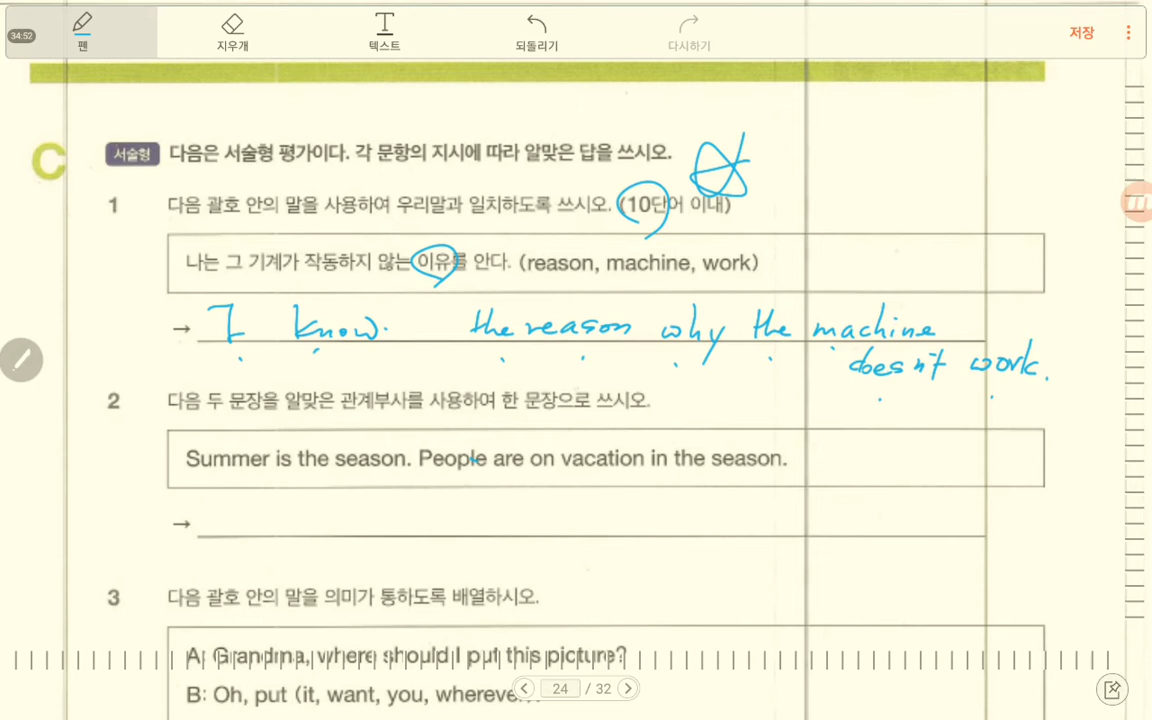 34:52
펜
지우개
텍스트
되돌리기
다시하기
저장
C
서술형 다음은 서술형 평가이다. 각 문항의 지시에 따라 알맞은 답을 쓰시오.
1 다음 괄호 안의 말을 사용하여 우리말과 일치하도록 쓰시오. (10단어 이내)
나는 그 기계가 작동하지 않는 이유를 안다. (reason, machine, work)
→ I know. the reason why the machine
doesn't work.
2 다음 두 문장을 알맞은 관계부사를 사용하여 한 문장으로 쓰시오.
Summer is the season. People are on vacation in the season.
→
3 다음 괄호 안의 말을 의미가 통하도록 배열하시오.
A: Grandma, where should I put this picture?
B: Oh, put (it, want, you,
24 / 32